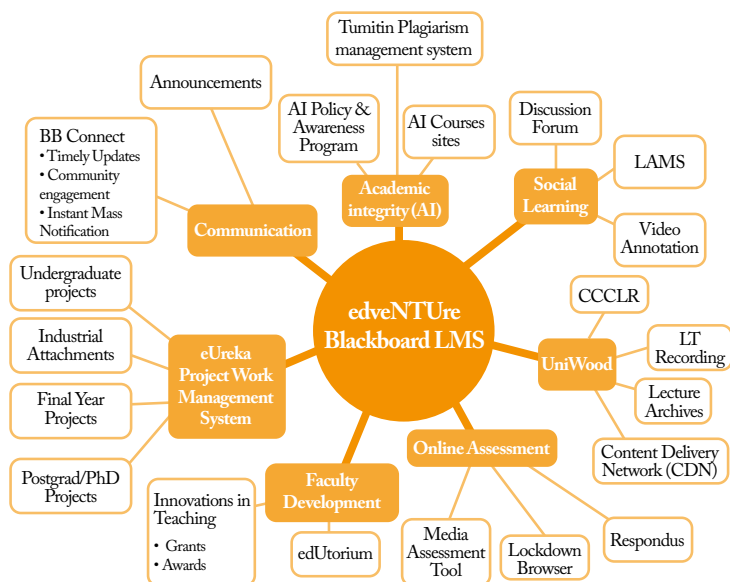 Tumitin Plagiarism
management system
Announcements
AI Policy &
Awareness
Program
AI Courses
sites
Discussion
Forum
LAMS
BB Connect
• Timely Updates
• Community
engagement
• Instant Mass
Notification
Communication
Academic
integrity (AI)
Social
Learning
Video
Annotation
edveNTUre
Blackboard LMS
Undergraduate
projects
Industrial
Attachments
Final Year
Projects
Postgrad/PhD
Projects
eUreka
Project Work
Management
System
CCCLR
UniWood
LT
Recording
Lecture
Archives
Content Delivery
Network (CDN)
Faculty
Development
Innovations in
Teaching
• Grants
• Awards
edUtorium
Online Assessment
Media
Assessment
Tool
Lockdown
Browser
Respondus